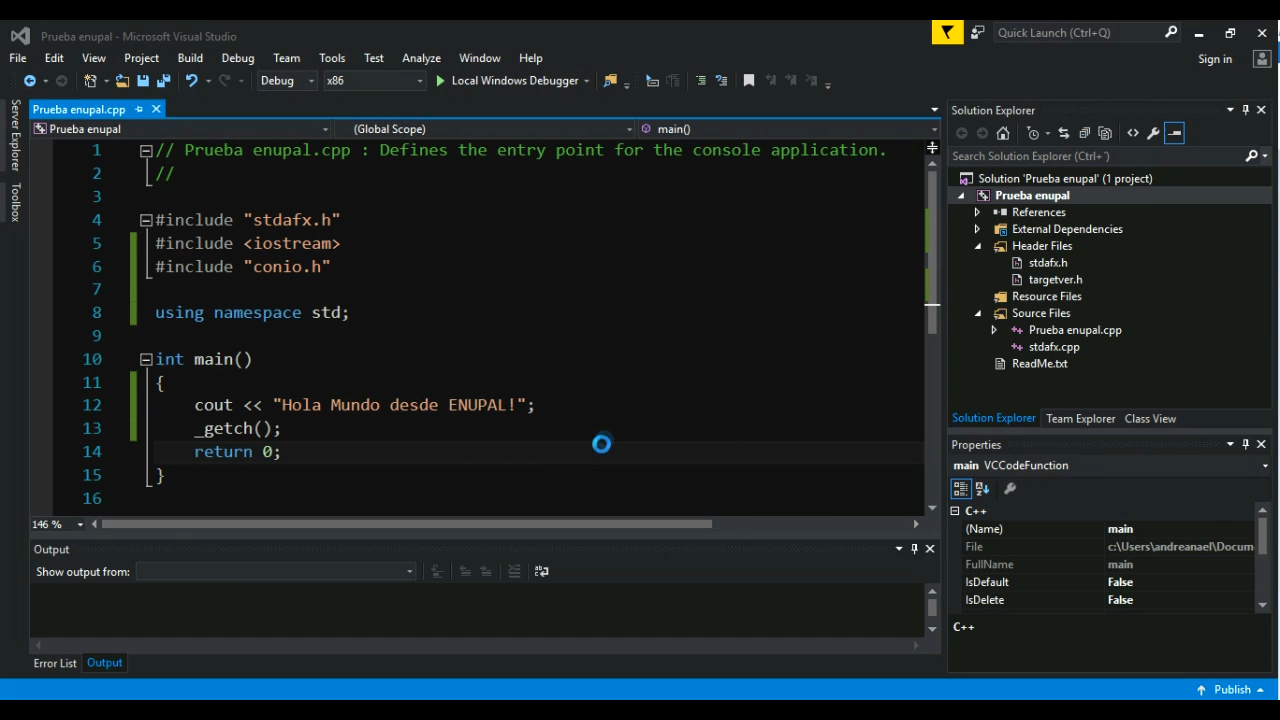 Prueba enupal - Microsoft Visual Studio
Quick Launch (Ctrl+Q)
File Edit View Project Build Debug Team Tools Test Analyze Window Help
Sign in
Debug x86 Local Windows Debugger
Server Explorer
Toolbox
Prueba enupal.cpp
Prueba enupal (Global Scope) main()
1 // Prueba enupal.cpp : Defines the entry point for the console application.
2 //
3
4 #include "stdafx.h"
5 #include <iostream>
6 #include "conio.h"
7
8 using namespace std;
9
10 int main()
11 {
12 cout << "Hola Mundo desde ENUPAL!";
13 _getch();
14 return 0;
15 }
16
146 %
Output
Show output from:
Error List Output
Solution Explorer
Search Solution Explorer (Ctrl+´)
Solution 'Prueba enupal' (1 project)
Prueba enupal
References
External Dependencies
Header Files
stdafx.h
targetver.h
Resource Files
Source Files
Prueba enupal.cpp
stdafx.cpp
ReadMe.txt
Solution Explorer Team Explorer Class View
Properties
main VCCodeFunction
C++
(Name) main
File c:\Users\andreanael\Docum
FullName main
IsDefault False
IsDelete False
C++
Publish